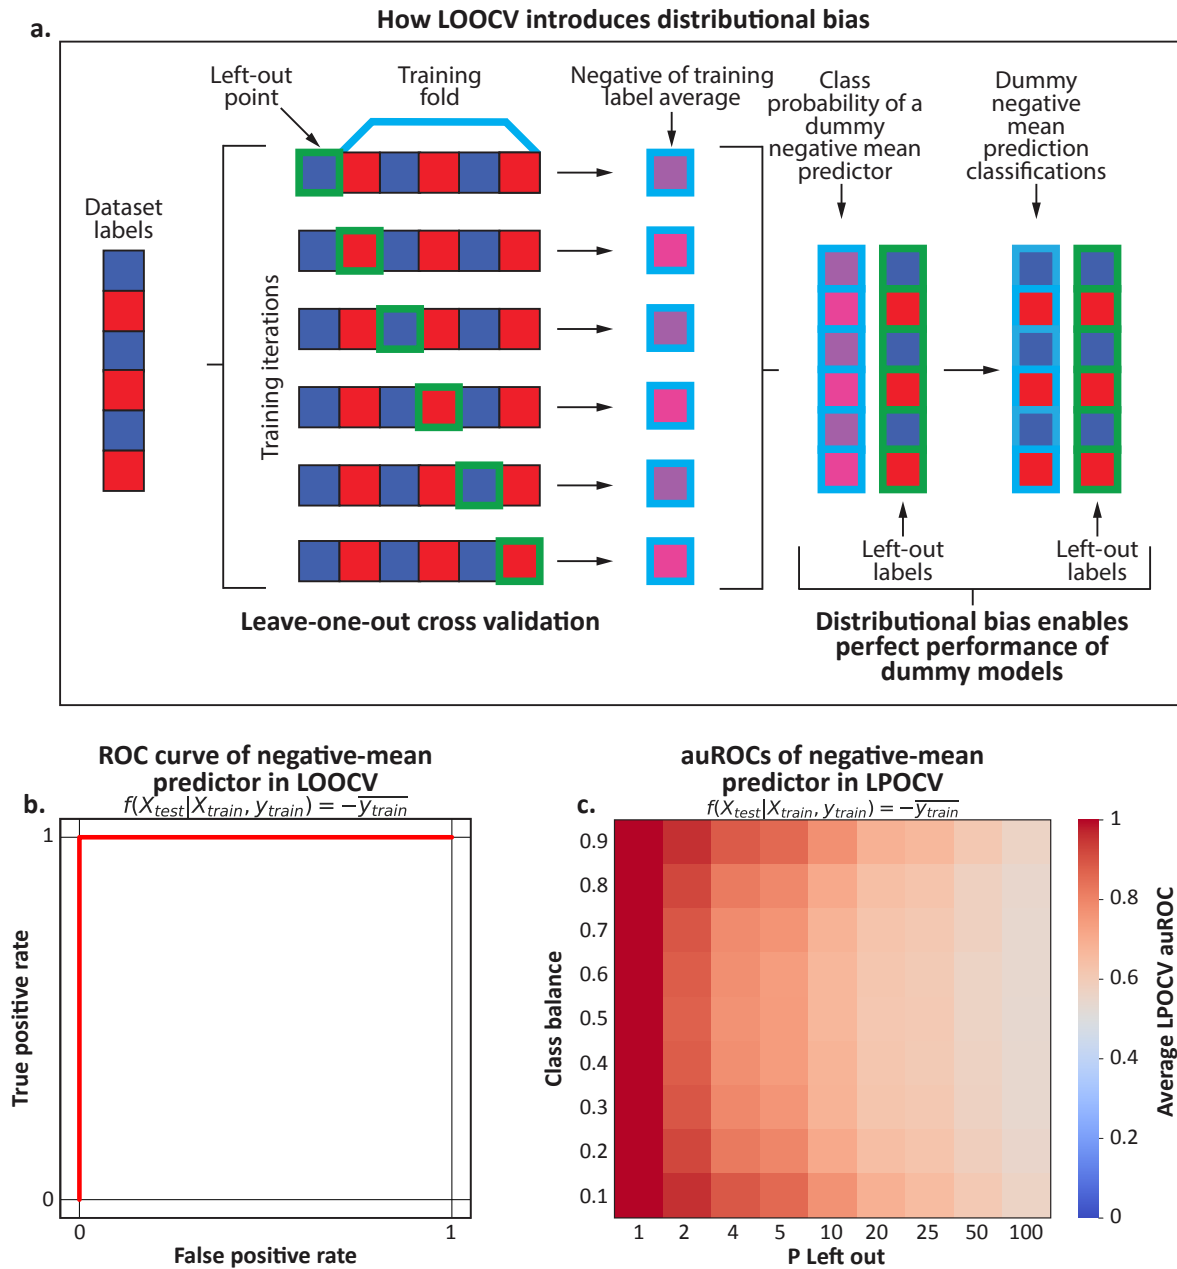 How LOOCV introduces distributional bias
a.
Left-out
point
Training
fold
Negative of training
label average
Class
probability of a
dummy
negative mean
predictor
Dummy
negative
mean
prediction
classifications
Dataset
labels
Training iterations
Left-out
labels
Left-out
labels
Leave-one-out cross validation
Distributional bias enables
perfect performance of
dummy models
ROC curve of negative-mean
predictor in LOOCV
b.
f(X_test|X_train, y_train) = −\overline{y_train}
1
True positive rate
0
0
1
False positive rate
auROCs of negative-mean
predictor in LPOCV
c.
f(X_test|X_train, y_train) = −\overline{y_train}
Class balance
0.9
0.8
0.7
0.6
0.5
0.4
0.3
0.2
0.1
1 2 4 5 10 20 25 50 100
P Left out
1
0.8
0.6
0.4
0.2
0
Average LPOCV auROC